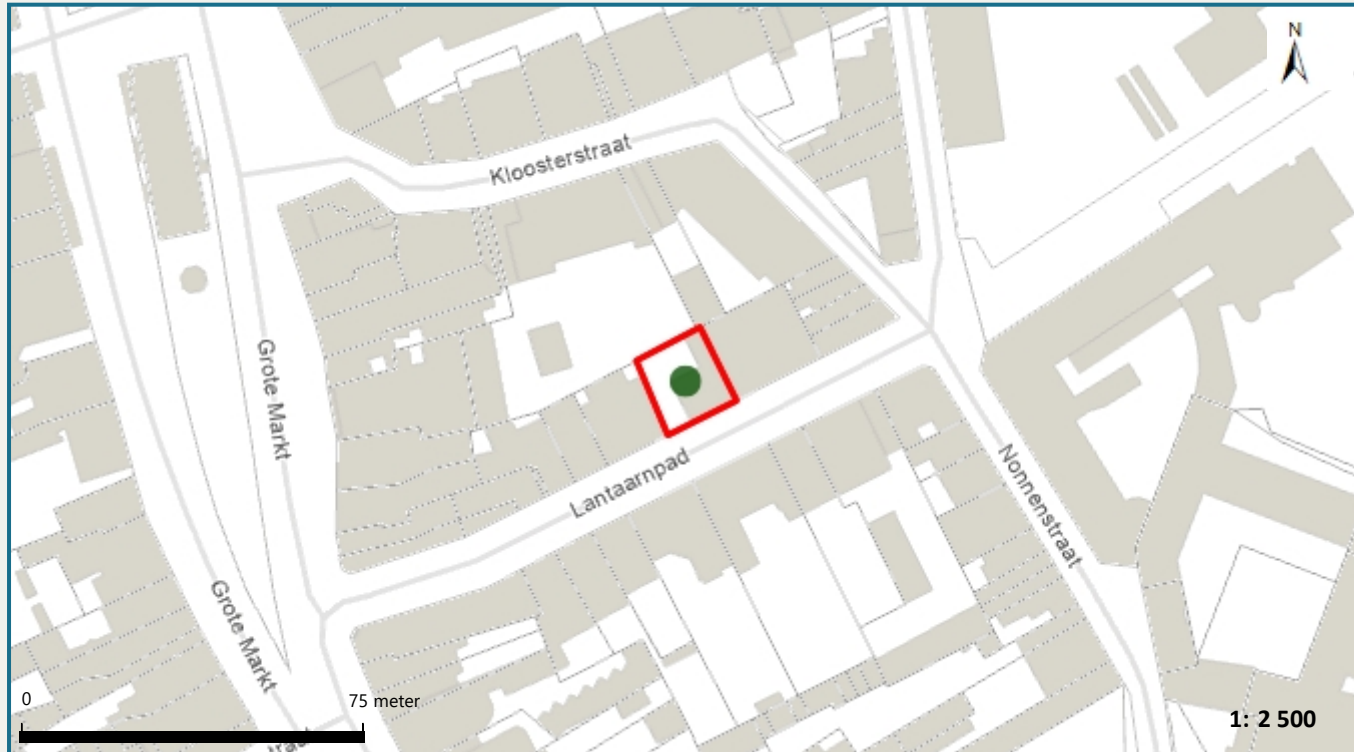 N
Kloosterstraat
Grote Markt
Lantaarnpad
Nonnenstraat
Grote Markt
0
75 meter
1: 2 500